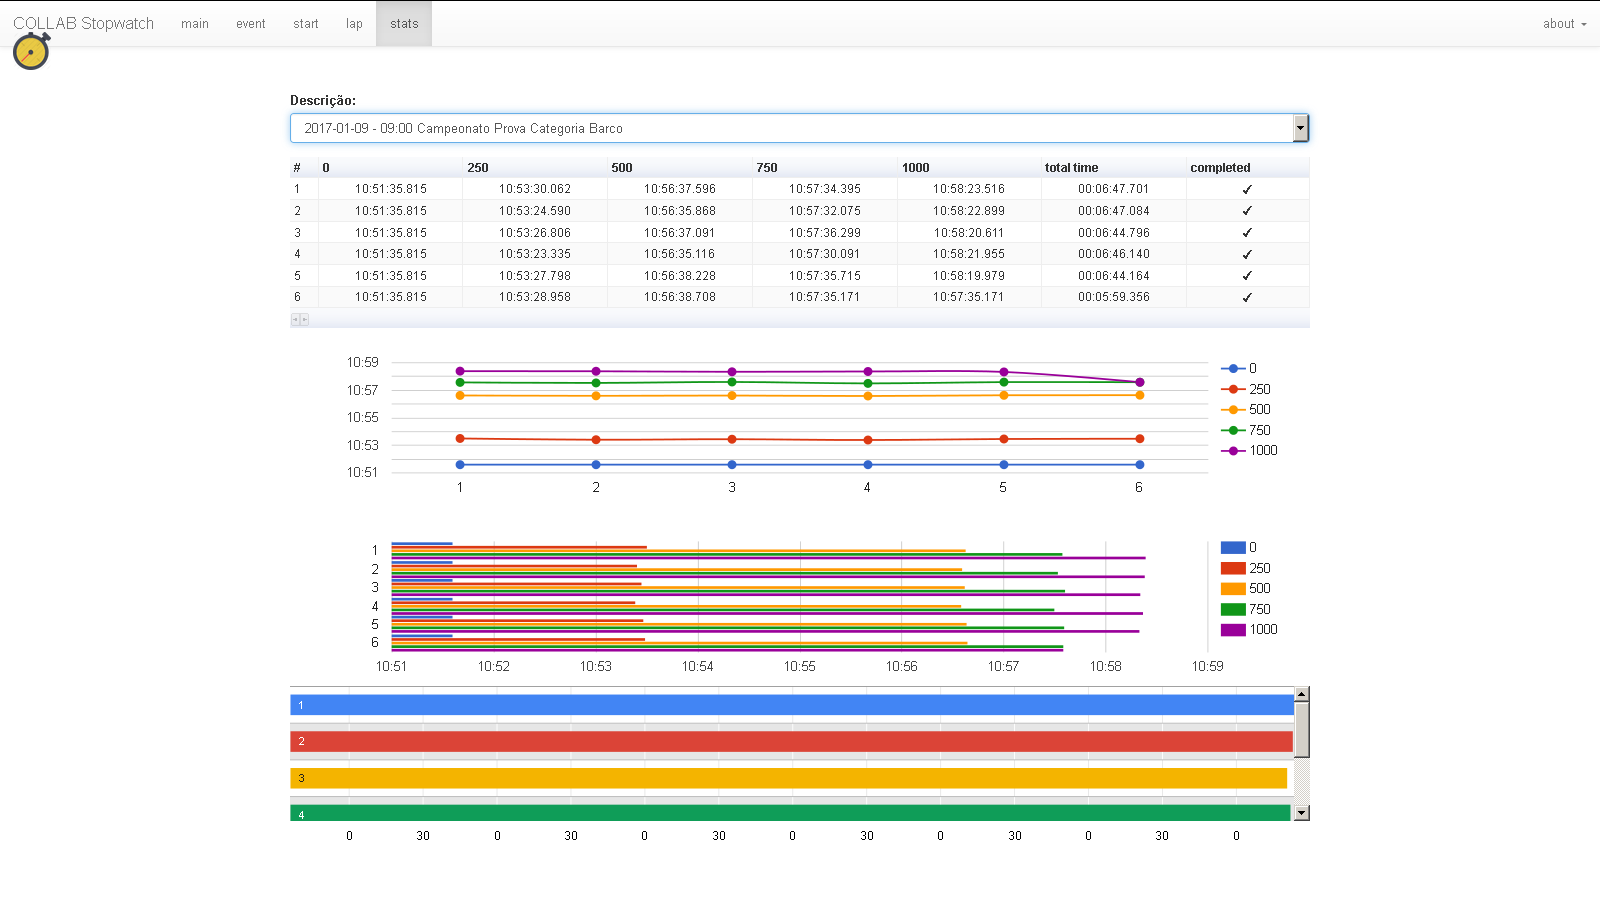 COLLAB Stopwatch main event start lap stats about
Descrição:
2017-01-09 - 09:00 Campeonato Prova Categoria Barco
# 0 250 500 750 1000 total time completed
1 10:51:35.815 10:53:30.062 10:56:37.596 10:57:34.395 10:58:23.516 00:06:47.701 ✓
2 10:51:35.815 10:53:24.590 10:56:35.868 10:57:32.075 10:58:22.899 00:06:47.084 ✓
3 10:51:35.815 10:53:26.806 10:56:37.091 10:57:36.299 10:58:20.611 00:06:44.796 ✓
4 10:51:35.815 10:53:23.335 10:56:35.116 10:57:30.091 10:58:21.955 00:06:46.140 ✓
5 10:51:35.815 10:53:27.798 10:56:38.228 10:57:35.715 10:58:19.979 00:06:44.164 ✓
6 10:51:35.815 10:53:28.958 10:56:38.708 10:57:35.171 10:57:35.171 00:05:59.356 ✓
10:59
10:57
10:55
10:53
10:51
1 2 3 4 5 6
0
250
500
750
1000
1
2
3
4
5
6
10:51 10:52 10:53 10:54 10:55 10:56 10:57 10:58 10:59
0
250
500
750
1000
1
2
3
4
0 30 0 30 0 30 0 30 0 30 0 30 0